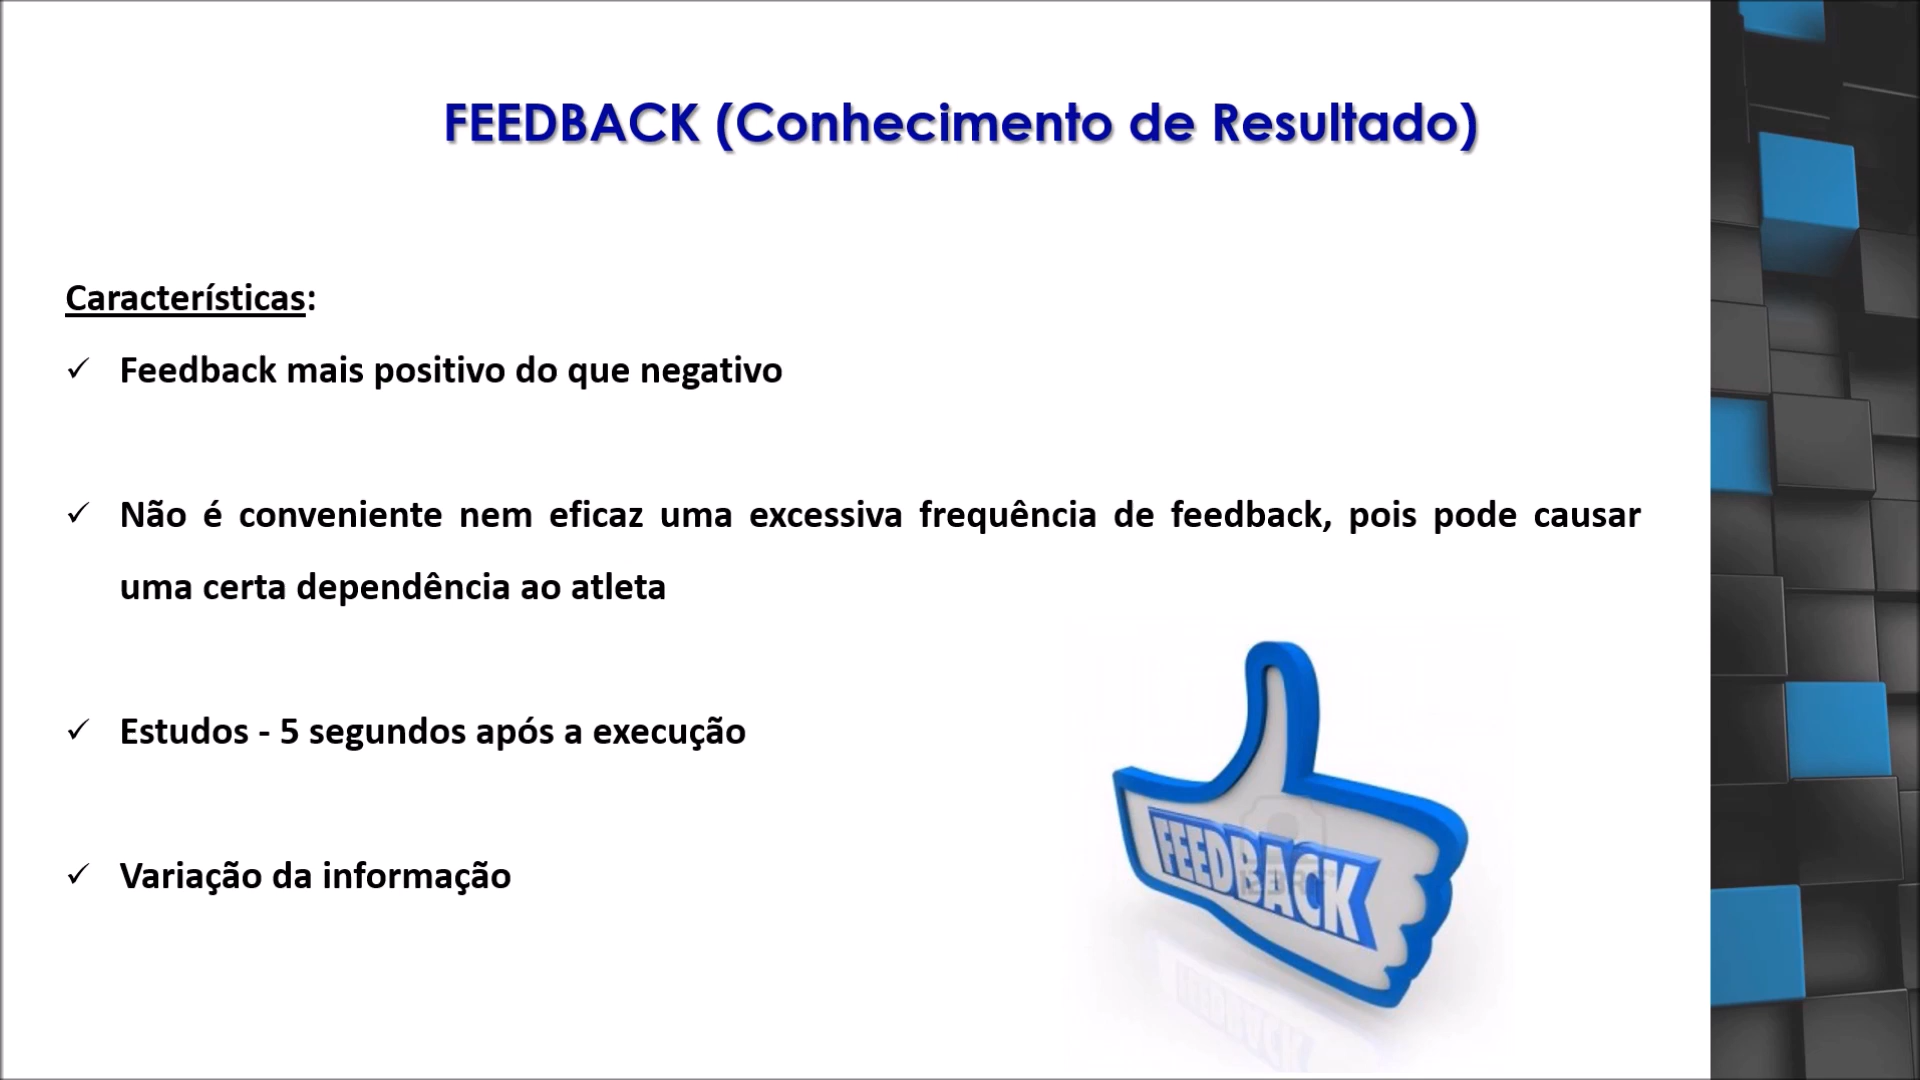 FEEDBACK (Conhecimento de Resultado)
Características:
✓ Feedback mais positivo do que negativo
✓ Não é conveniente nem eficaz uma excessiva frequência de feedback, pois pode causar
uma certa dependência ao atleta
✓ Estudos - 5 segundos após a execução
✓ Variação da informação
FEEDBACK